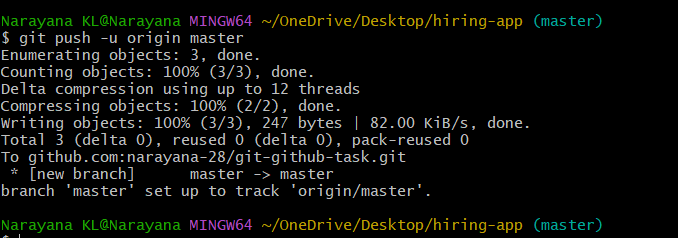 Narayana KL@Narayana MINGW64 ~/OneDrive/Desktop/hiring-app (master)
$ git push -u origin master
Enumerating objects: 3, done.
Counting objects: 100% (3/3), done.
Delta compression using up to 12 threads
Compressing objects: 100% (2/2), done.
Writing objects: 100% (3/3), 247 bytes | 82.00 KiB/s, done.
Total 3 (delta 0), reused 0 (delta 0), pack-reused 0
To github.com:narayana-28/git-github-task.git
 * [new branch]      master -> master
branch 'master' set up to track 'origin/master'.
Narayana KL@Narayana MINGW64 ~/OneDrive/Desktop/hiring-app (master)
$